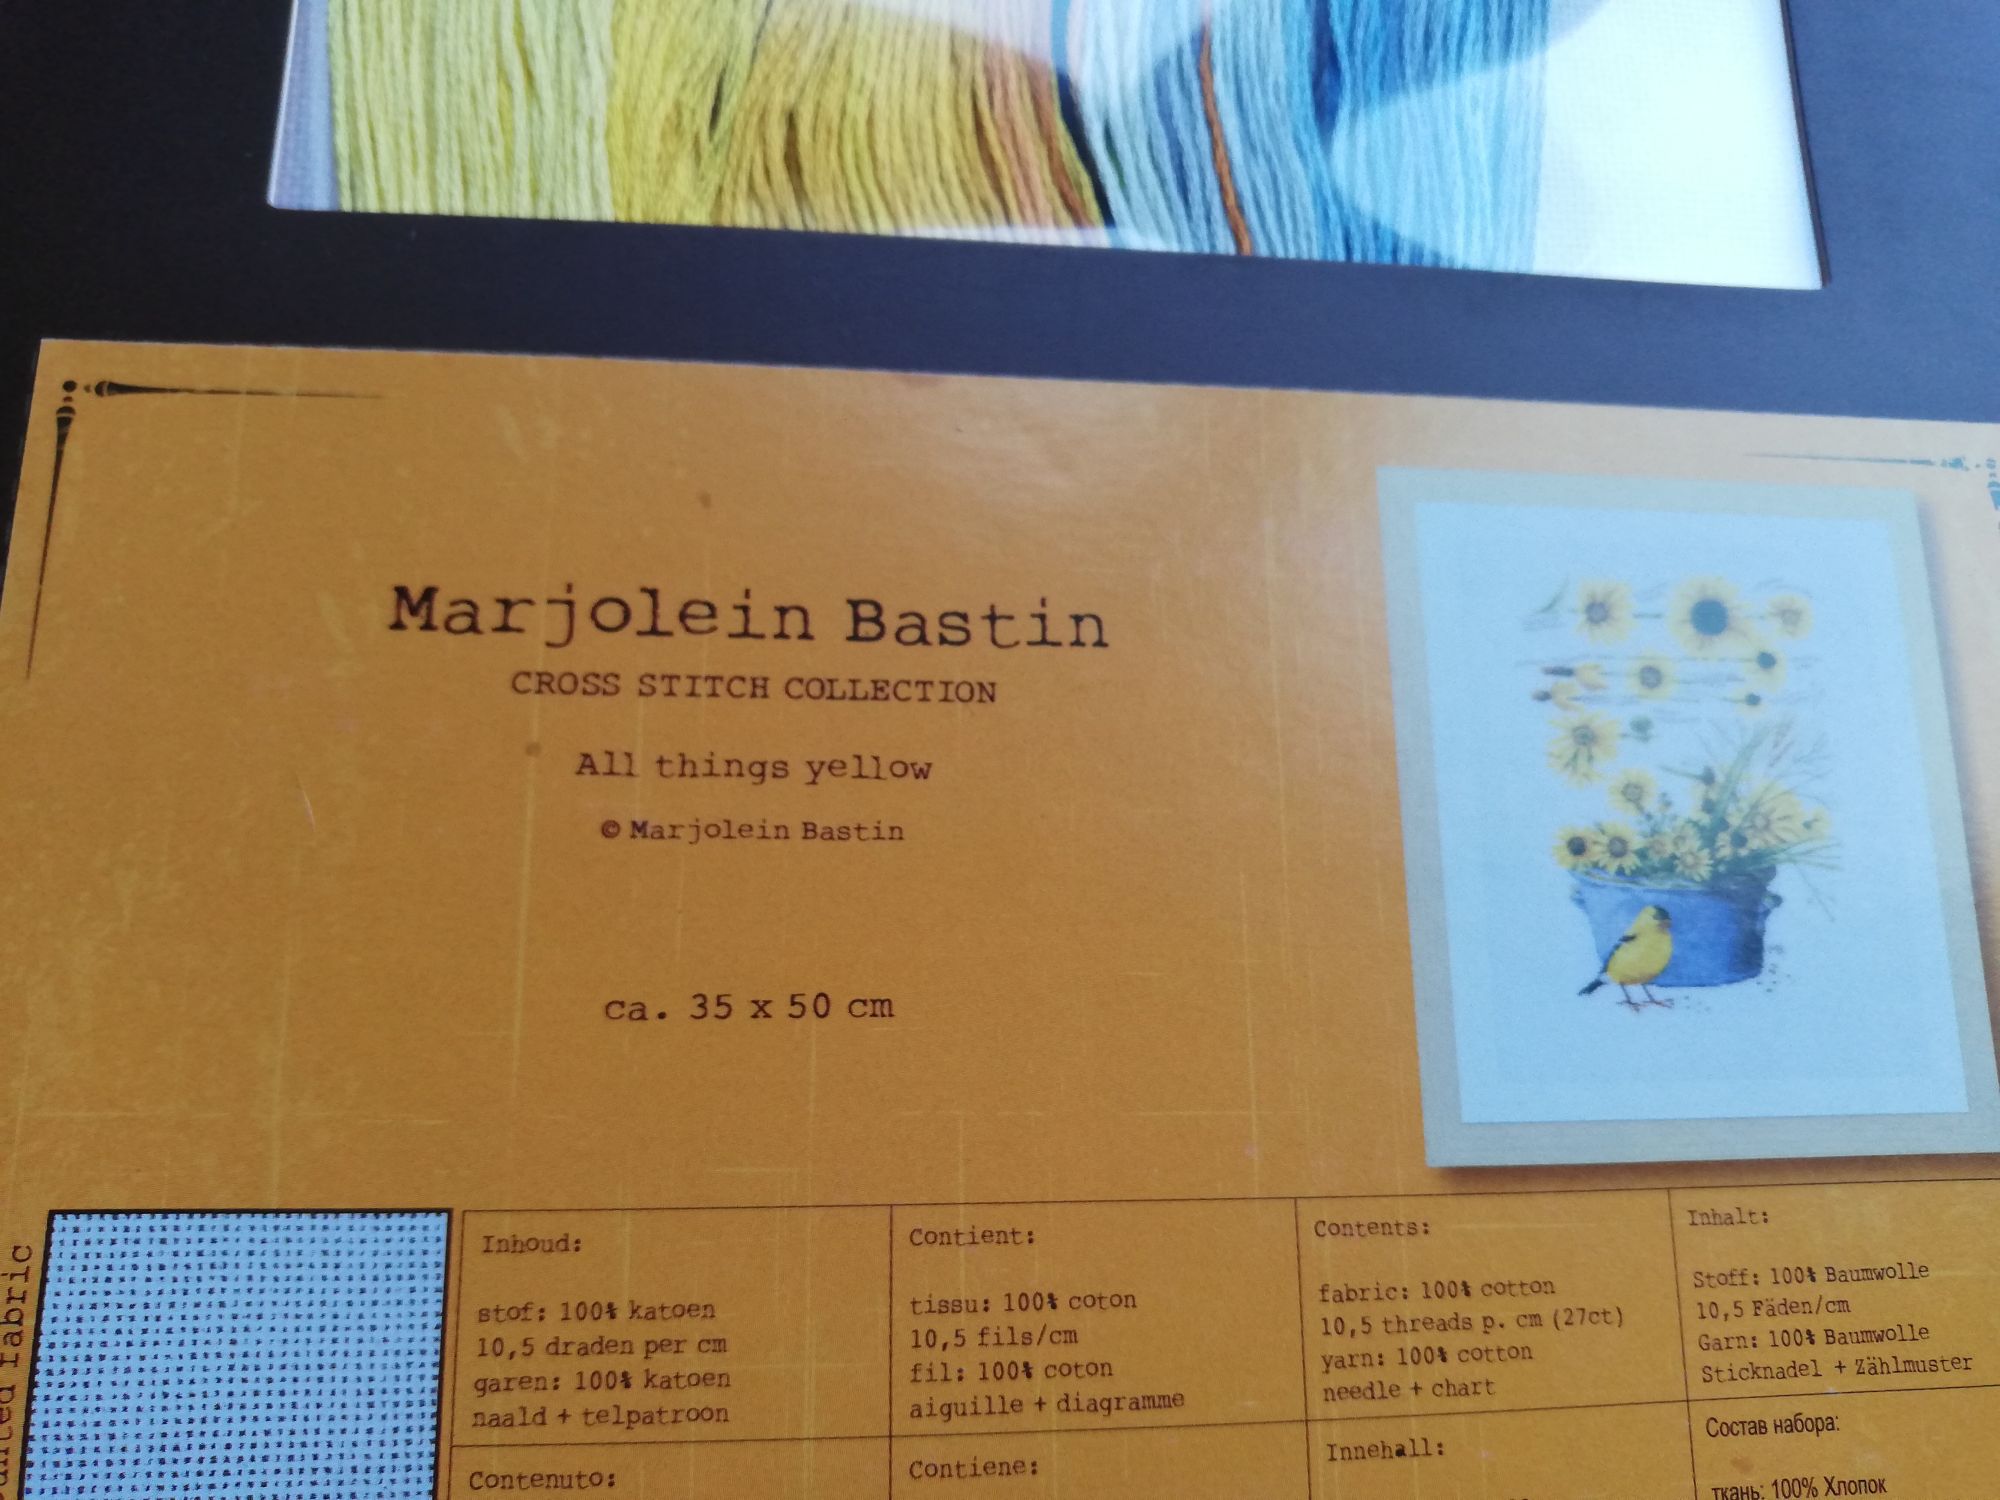 Marjolein Bastin
CROSS STITCH COLLECTION
All things yellow
© Marjolein Bastin
ca. 35 x 50 cm
fabric
Inhoud:
stof: 100% katoen
10,5 draden per cm
garen: 100% katoen
naald + telpatroon
Contient:
tissu: 100% coton
10,5 fils/cm
fil: 100% coton
aiguille + diagramme
Contents:
fabric: 100% cotton
10,5 threads p. cm (27ct)
yarn: 100% cotton
needle + chart
Inhalt:
Stoff: 100% Baumwolle
10,5 Fäden/cm
Garn: 100% Baumwolle
Sticknadel + Zählmuster
Contenuto:
Contiene:
Innehall:
Состав набора:
ткань: 100% Хлопок